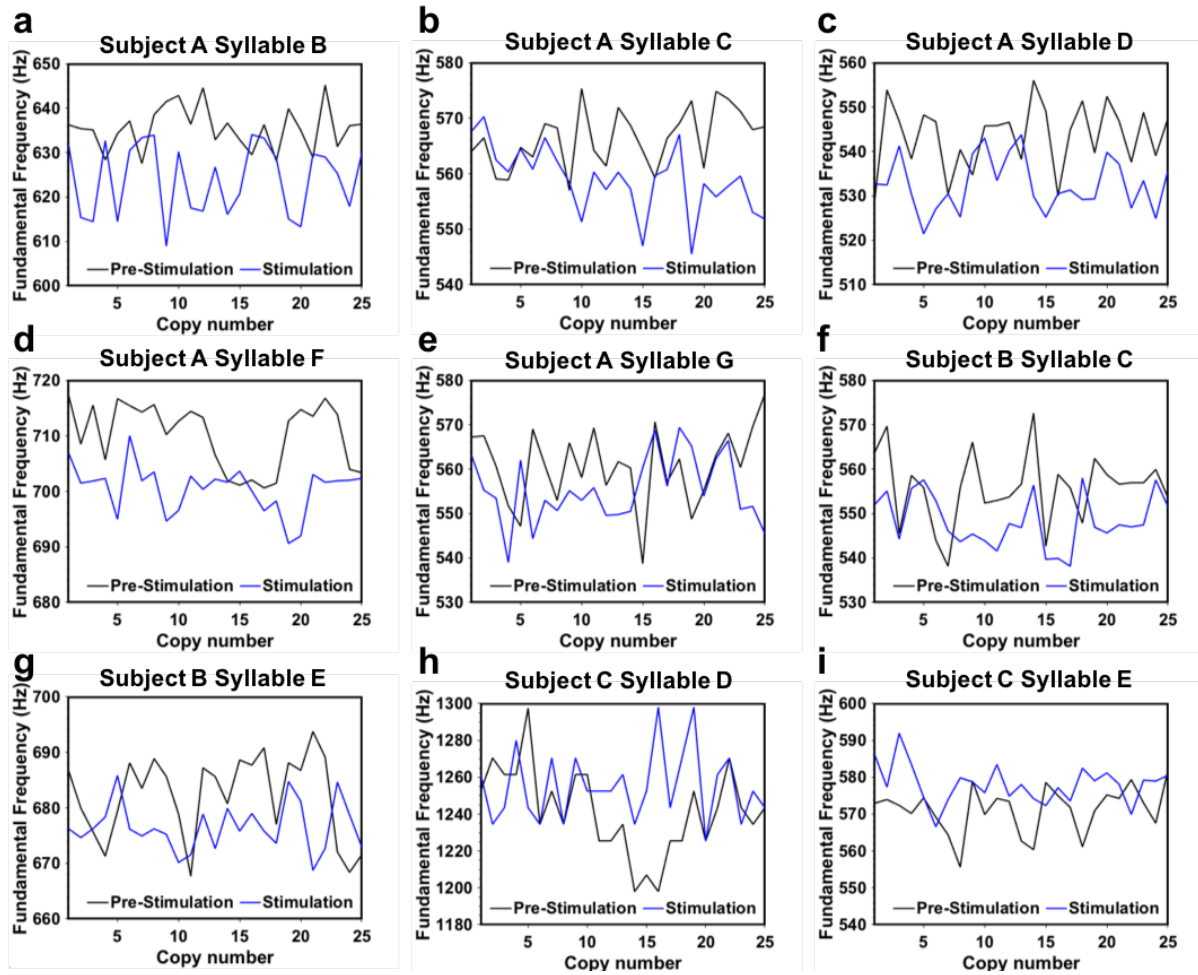 a
Subject A Syllable B
Fundamental Frequency (Hz)
650
640
630
620
610
600
Pre-Stimulation Stimulation
5 10 15 20 25
Copy number
b
Subject A Syllable C
Fundamental Frequency (Hz)
580
570
560
550
540
Pre-Stimulation Stimulation
5 10 15 20 25
Copy number
c
Subject A Syllable D
Fundamental Frequency (Hz)
560
550
540
530
520
510
Pre-Stimulation Stimulation
5 10 15 20 25
Copy number
d
Subject A Syllable F
Fundamental Frequency (Hz)
720
710
700
690
680
Pre-Stimulation Stimulation
5 10 15 20 25
Copy number
e
Subject A Syllable G
Fundamental Frequency (Hz)
580
570
560
550
540
530
Pre-Stimulation Stimulation
5 10 15 20 25
Copy number
f
Subject B Syllable C
Fundamental Frequency (Hz)
580
570
560
550
540
530
Pre-Stimulation Stimulation
5 10 15 20 25
Copy number
g
Subject B Syllable E
Fundamental Frequency (Hz)
700
690
680
670
660
Pre-Stimulation Stimulation
5 10 15 20 25
Copy number
h
Subject C Syllable D
Fundamental Frequency (Hz)
1300
1280
1260
1240
1220
1200
1180
Pre-Stimulation Stimulation
5 10 15 20 25
Copy number
i
Subject C Syllable E
Fundamental Frequency (Hz)
600
590
580
570
560
550
540
Pre-Stimulation Stimulation
5 10 15 20 25
Copy number